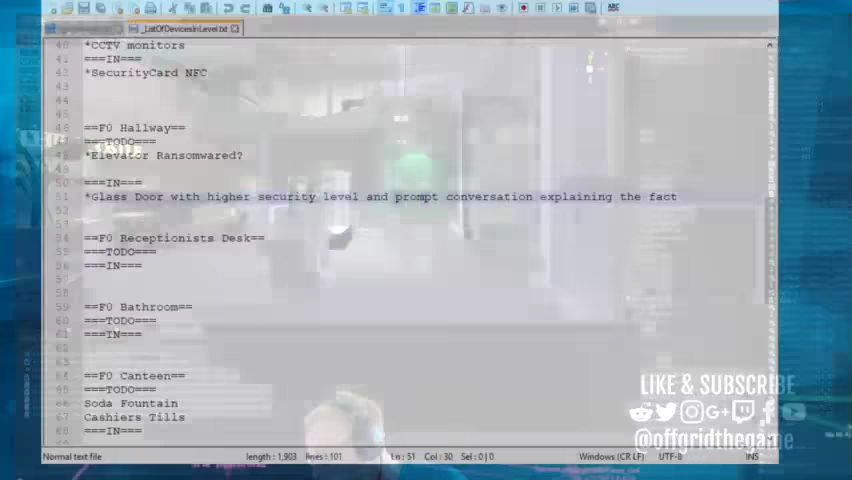 ABC
_ListOfDevicesInLevel.txt
40 *CCTV monitors
41 ===IN===
42 *SecurityCard NFC
43
44
45
46 ==F0 Hallway==
47 ===TODO===
48 *Elevator Ransomwared?
49
50 ===IN===
51 *Glass Door with higher security level and prompt conversation explaining the fact
52
53
54 ==F0 Receptionists Desk==
55 ===TODO===
56 ===IN===
57
58
59 ==F0 Bathroom==
60 ===TODO===
61 ===IN===
62
63
64 ==F0 Canteen==
65 ===TODO===
66 Soda Fountain
67 Cashiers Tills
68 ===IN===
LIKE & SUBSCRIBE
@offgridthegame
Normal text file length : 1,903 lines : 101 Ln : 51 Col : 30 Sel : 0 | 0 Windows (CR LF) UTF-8 INS